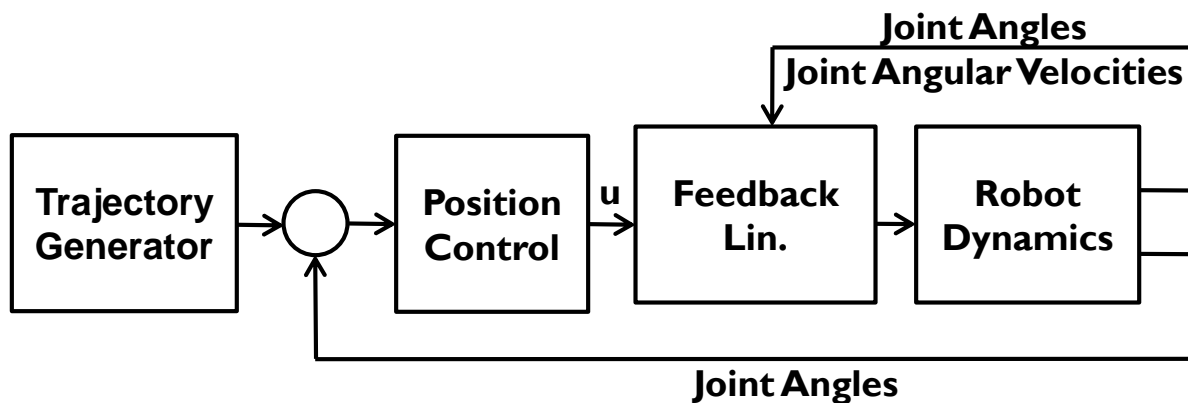 Joint Angles
Joint Angular Velocities
Trajectory
Generator
Position
Control
u
Feedback
Lin.
Robot
Dynamics
Joint Angles